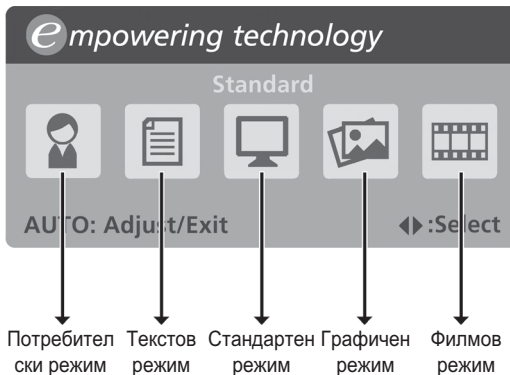 empowering technology
Standard
AUTO: Adjust/Exit
:Select
Потребител Текстов Стандартен Графичен Филмов
ски режим режим режим режим режим